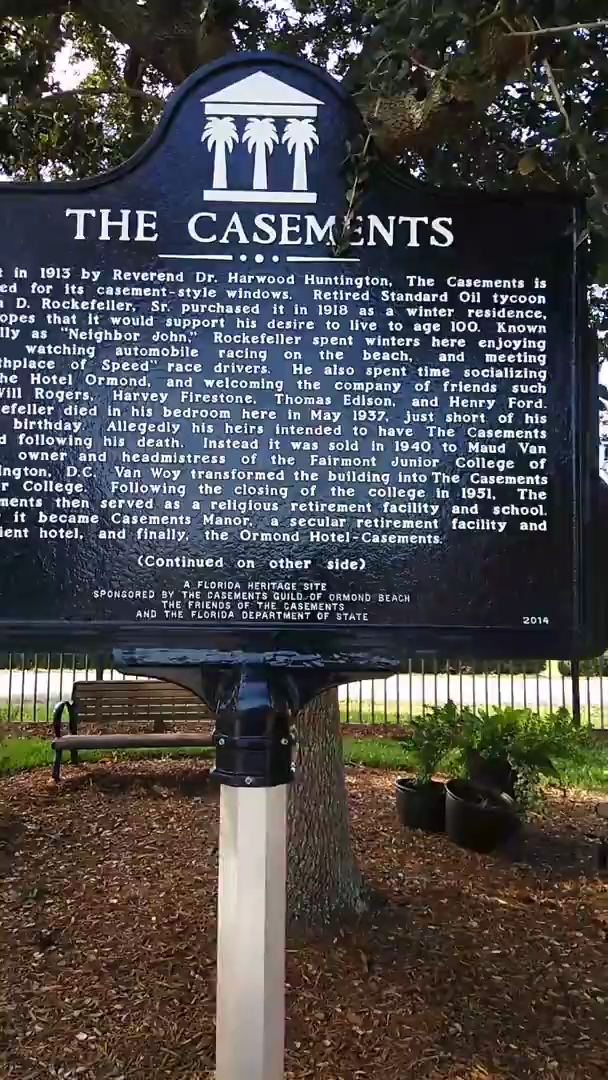 THE CASEMENTS
in 1913 by Reverend Dr. Harwood Huntington, The Casements is
for its casement-style windows. Retired Standard Oil tycoon
D. Rockefeller, Sr. purchased it in 1918 as a winter residence,
that it would support his desire to live to age 100. Known
as "Neighbor John," Rockefeller spent winters here enjoying
watching automobile racing on the beach, and meeting
of Speed" race drivers. He also spent time socializing
Hotel Ormond, and welcoming the company of friends such
Will Rogers, Harvey Firestone, Thomas Edison, and Henry Ford.
died in his bedroom here in May 1937, just short of his
birthday. Allegedly his heirs intended to have The Casements
following his death. Instead it was sold in 1940 to Maud Van
owner and headmistress of the Fairmont Junior College of
D.C. Van Woy transformed the building into The Casements
College. Following the closing of the college in 1951, The
then served as a religious retirement facility and school.
it became Casements Manor, a secular retirement facility and
hotel, and finally, the Ormond Hotel-Casements.
(Continued on other side)
A FLORIDA HERITAGE SITE
SPONSORED BY THE CASEMENTS GUILD OF ORMOND BEACH
THE FRIENDS OF THE CASEMENTS
AND THE FLORIDA DEPARTMENT OF STATE
2014